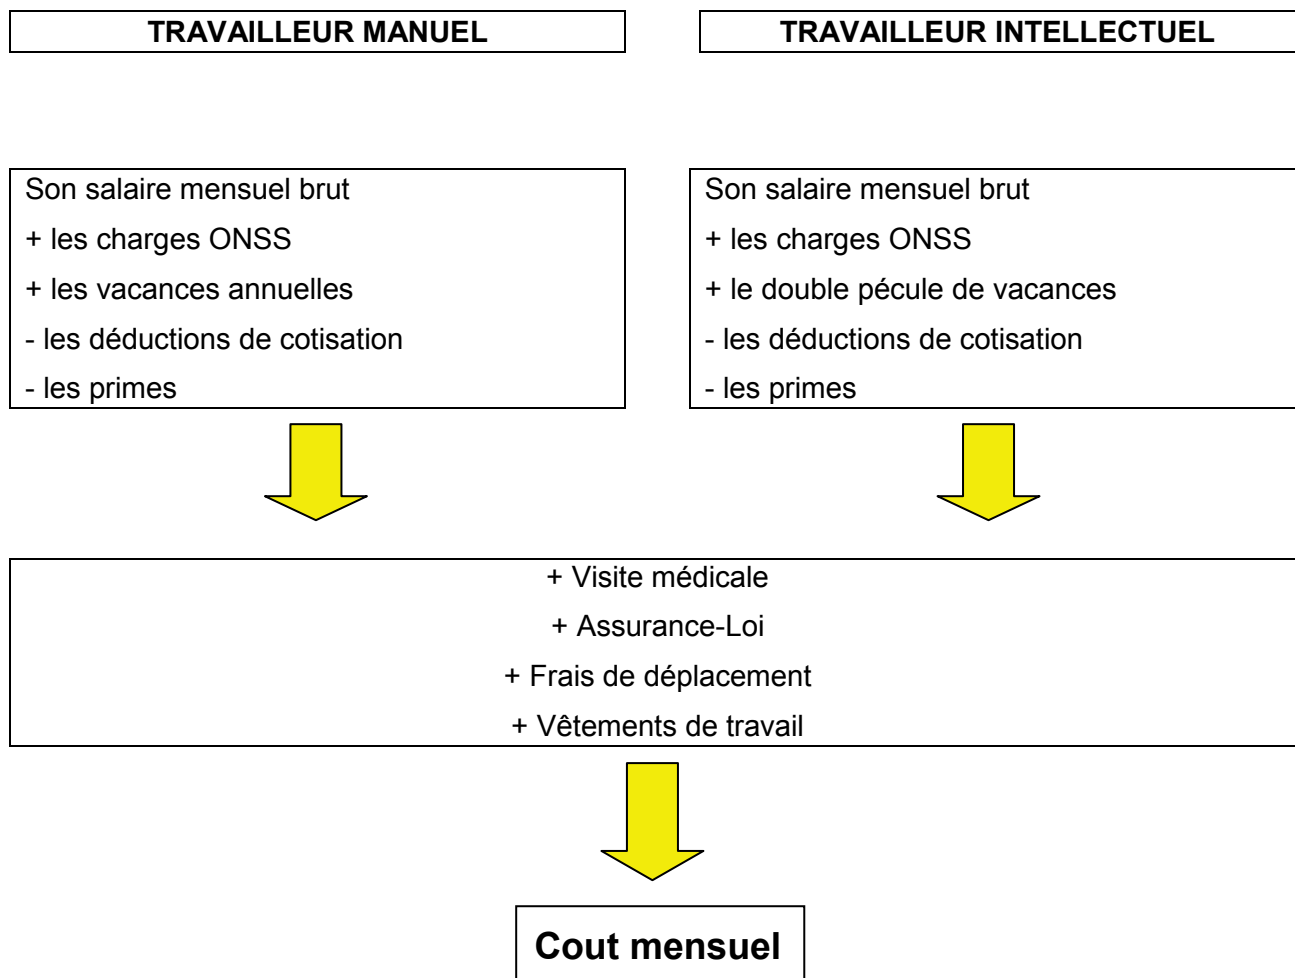 TRAVAILLEUR MANUEL
TRAVAILLEUR INTELLECTUEL
Son salaire mensuel brut
+ les charges ONSS
+ les vacances annuelles
- les déductions de cotisation
- les primes
Son salaire mensuel brut
+ les charges ONSS
+ le double pécule de vacances
- les déductions de cotisation
- les primes
+ Visite médicale
+ Assurance-Loi
+ Frais de déplacement
+ Vêtements de travail
Cout mensuel